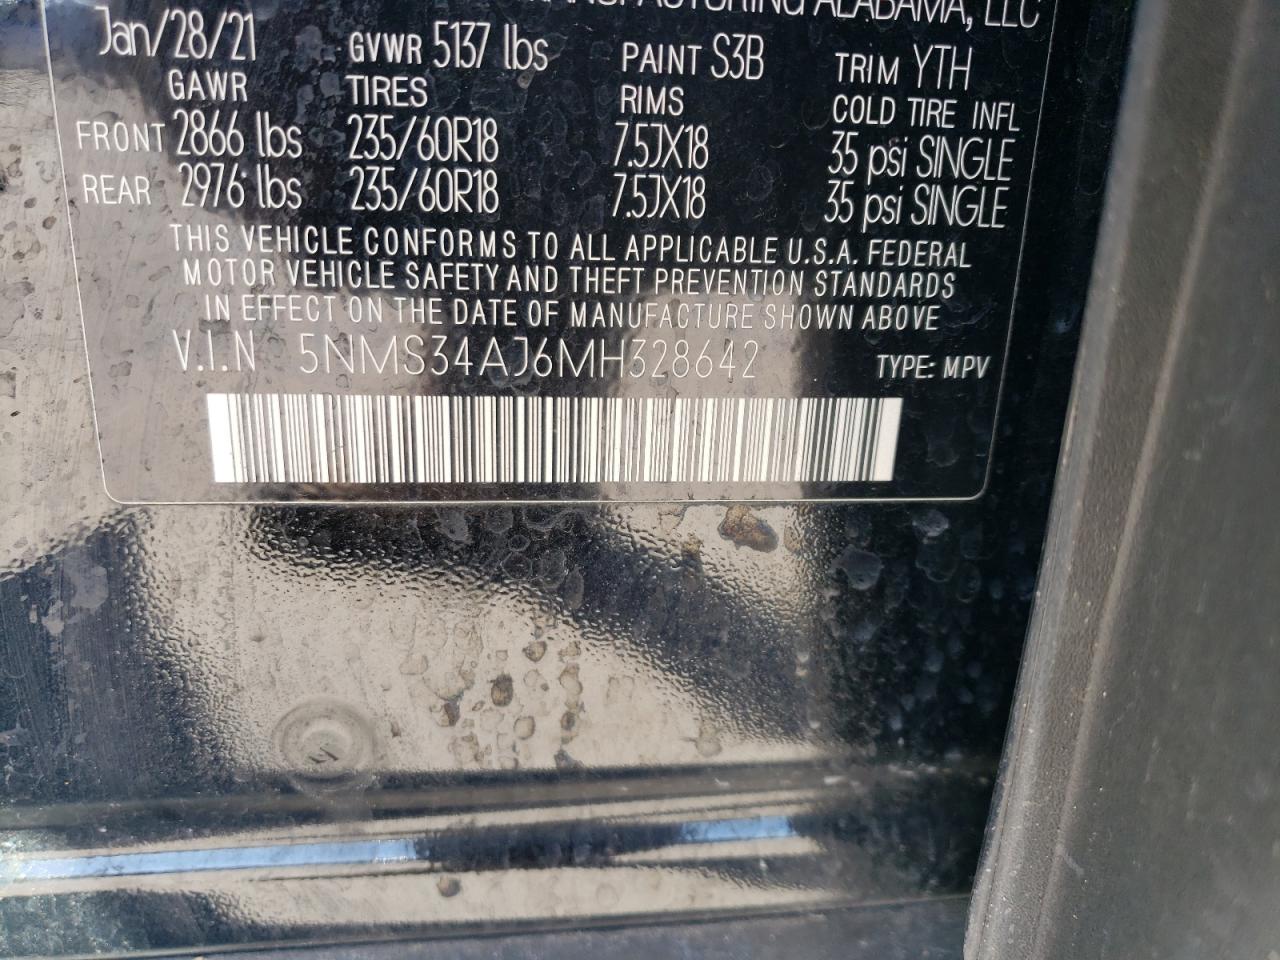 MANUFACTURING ALABAMA, LLC
Jan/28/21 GVWR 5137 lbs PAINT S3B TRIM YTH
GAWR TIRES RIMS COLD TIRE INFL
FRONT 2866 lbs 235/60R18 7.5JX18 35 psi SINGLE
REAR 2976 lbs 235/60R18 7.5JX18 35 psi SINGLE
THIS VEHICLE CONFORMS TO ALL APPLICABLE U.S.A. FEDERAL
MOTOR VEHICLE SAFETY AND THEFT PREVENTION STANDARDS
IN EFFECT ON THE DATE OF MANUFACTURE SHOWN ABOVE
V.I.N 5NMS34AJ6MH328642 TYPE: MPV